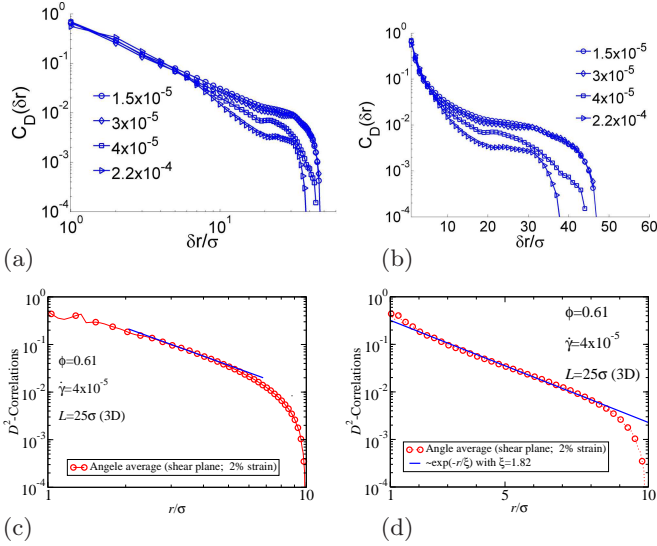 10^0
10^-1
10^-2
10^-3
10^-4
C_D(δr)
1.5x10^-5
3x10^-5
4x10^-5
2.2x10^-4
10^0
10^1
δr/σ
(a)
10^0
10^-1
10^-2
10^-3
10^-4
C_D(δr)
1.5x10^-5
3x10^-5
4x10^-5
2.2x10^-4
10 20 30 40 50 60
δr/σ
(b)
10^0
10^-1
10^-2
10^-3
10^-4
D^2-Correlations
ϕ=0.61
γ̇=4x10^-5
L=25σ (3D)
Angele average (shear plane; 2% strain)
1 10
r/σ
(c)
10^0
10^-1
10^-2
10^-3
10^-4
D^2-Correlations
ϕ=0.61
γ̇=4x10^-5
L=25σ (3D)
Angle average (shear plane; 2% strain)
~exp(-r/ξ) with ξ=1.82
1 5 10
r/σ
(d)